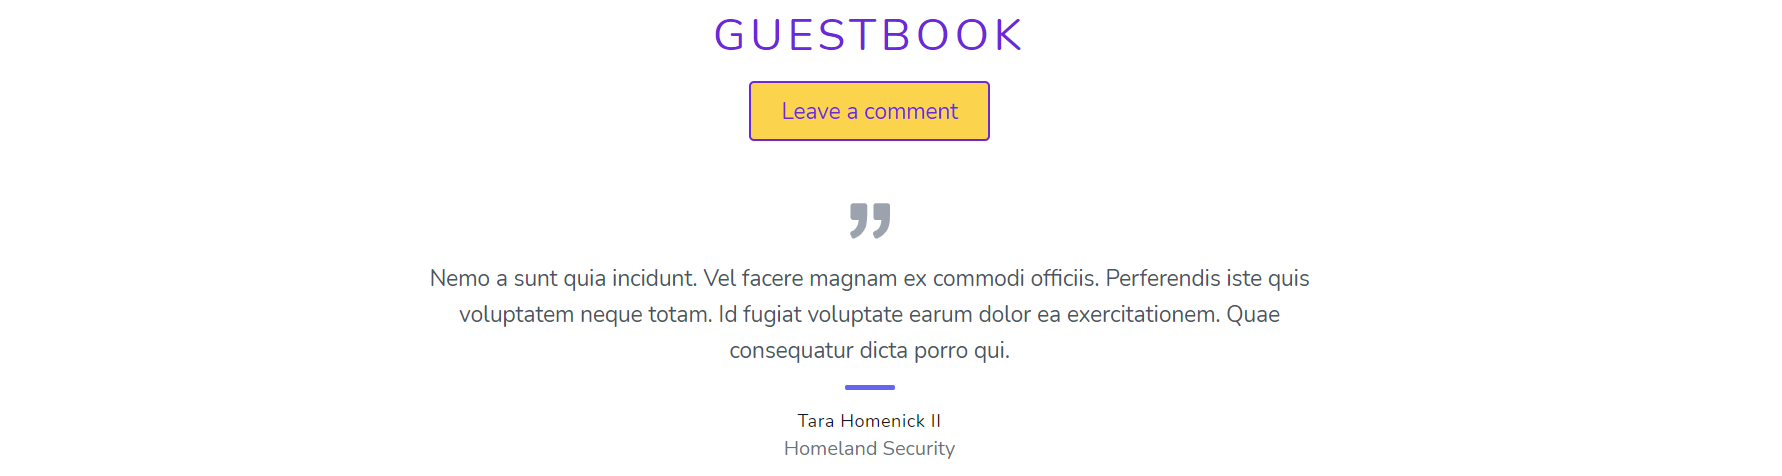 GUESTBOOK
Leave a comment
Nemo a sunt quia incidunt. Vel facere magnam ex commodi officiis. Perferendis iste quis
voluptatem neque totam. Id fugiat voluptate earum dolor ea exercitationem. Quae
consequatur dicta porro qui.
Tara Homenick II
Homeland Security